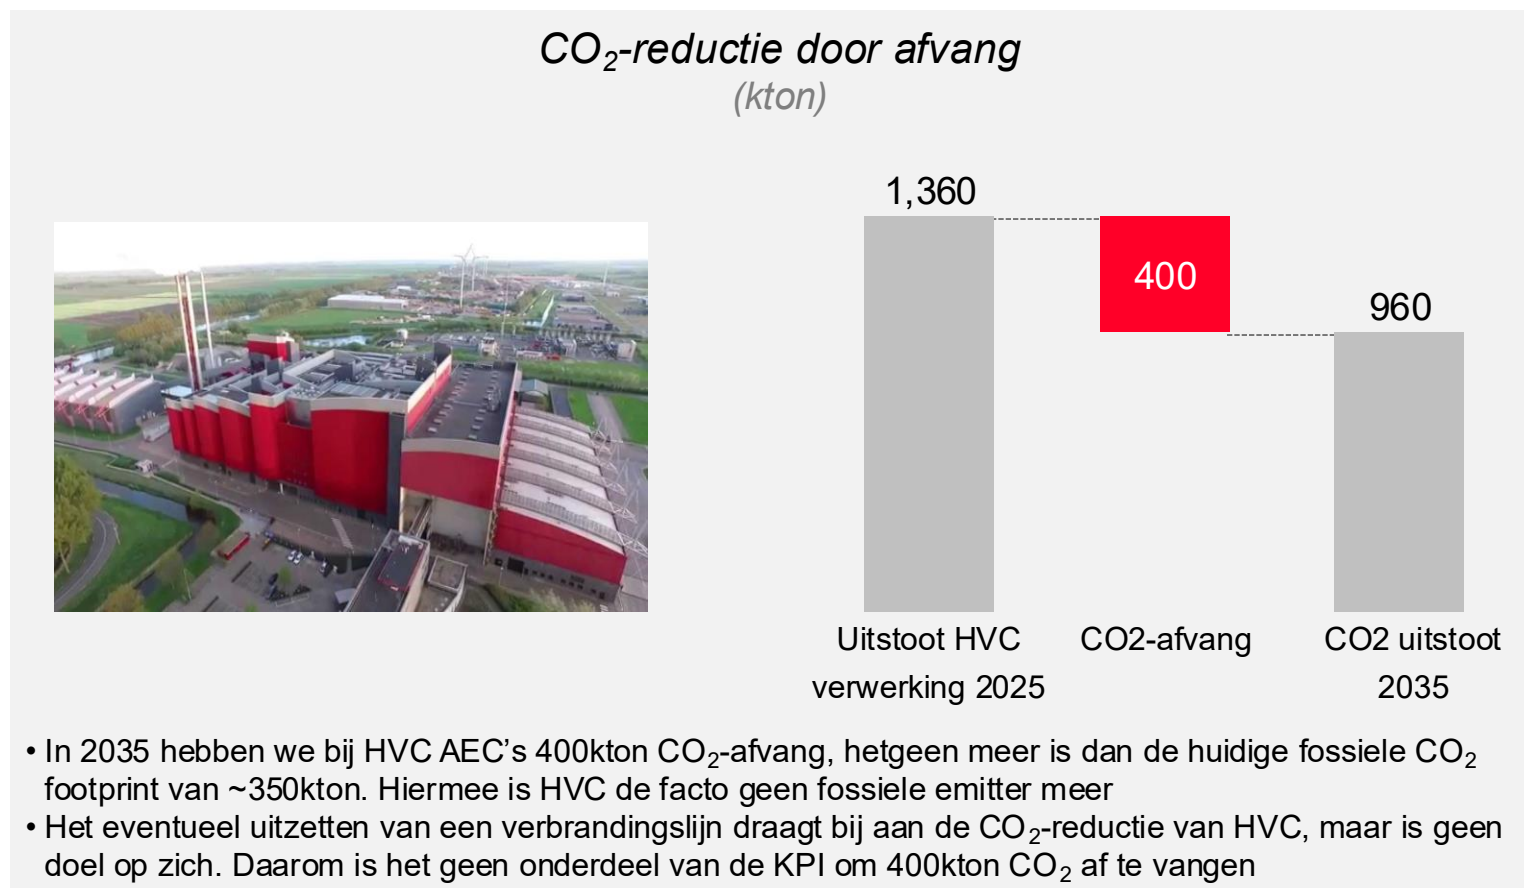 CO₂-reductie door afvang
(kton)
1,360
400
960
Uitstoot HVC
verwerking 2025
CO2-afvang
CO2 uitstoot
2035
• In 2035 hebben we bij HVC AEC’s 400kton CO₂-afvang, hetgeen meer is dan de huidige fossiele CO₂
footprint van ~350kton. Hiermee is HVC de facto geen fossiele emitter meer
• Het eventueel uitzetten van een verbrandingslijn draagt bij aan de CO₂-reductie van HVC, maar is geen
doel op zich. Daarom is het geen onderdeel van de KPI om 400kton CO₂ af te vangen